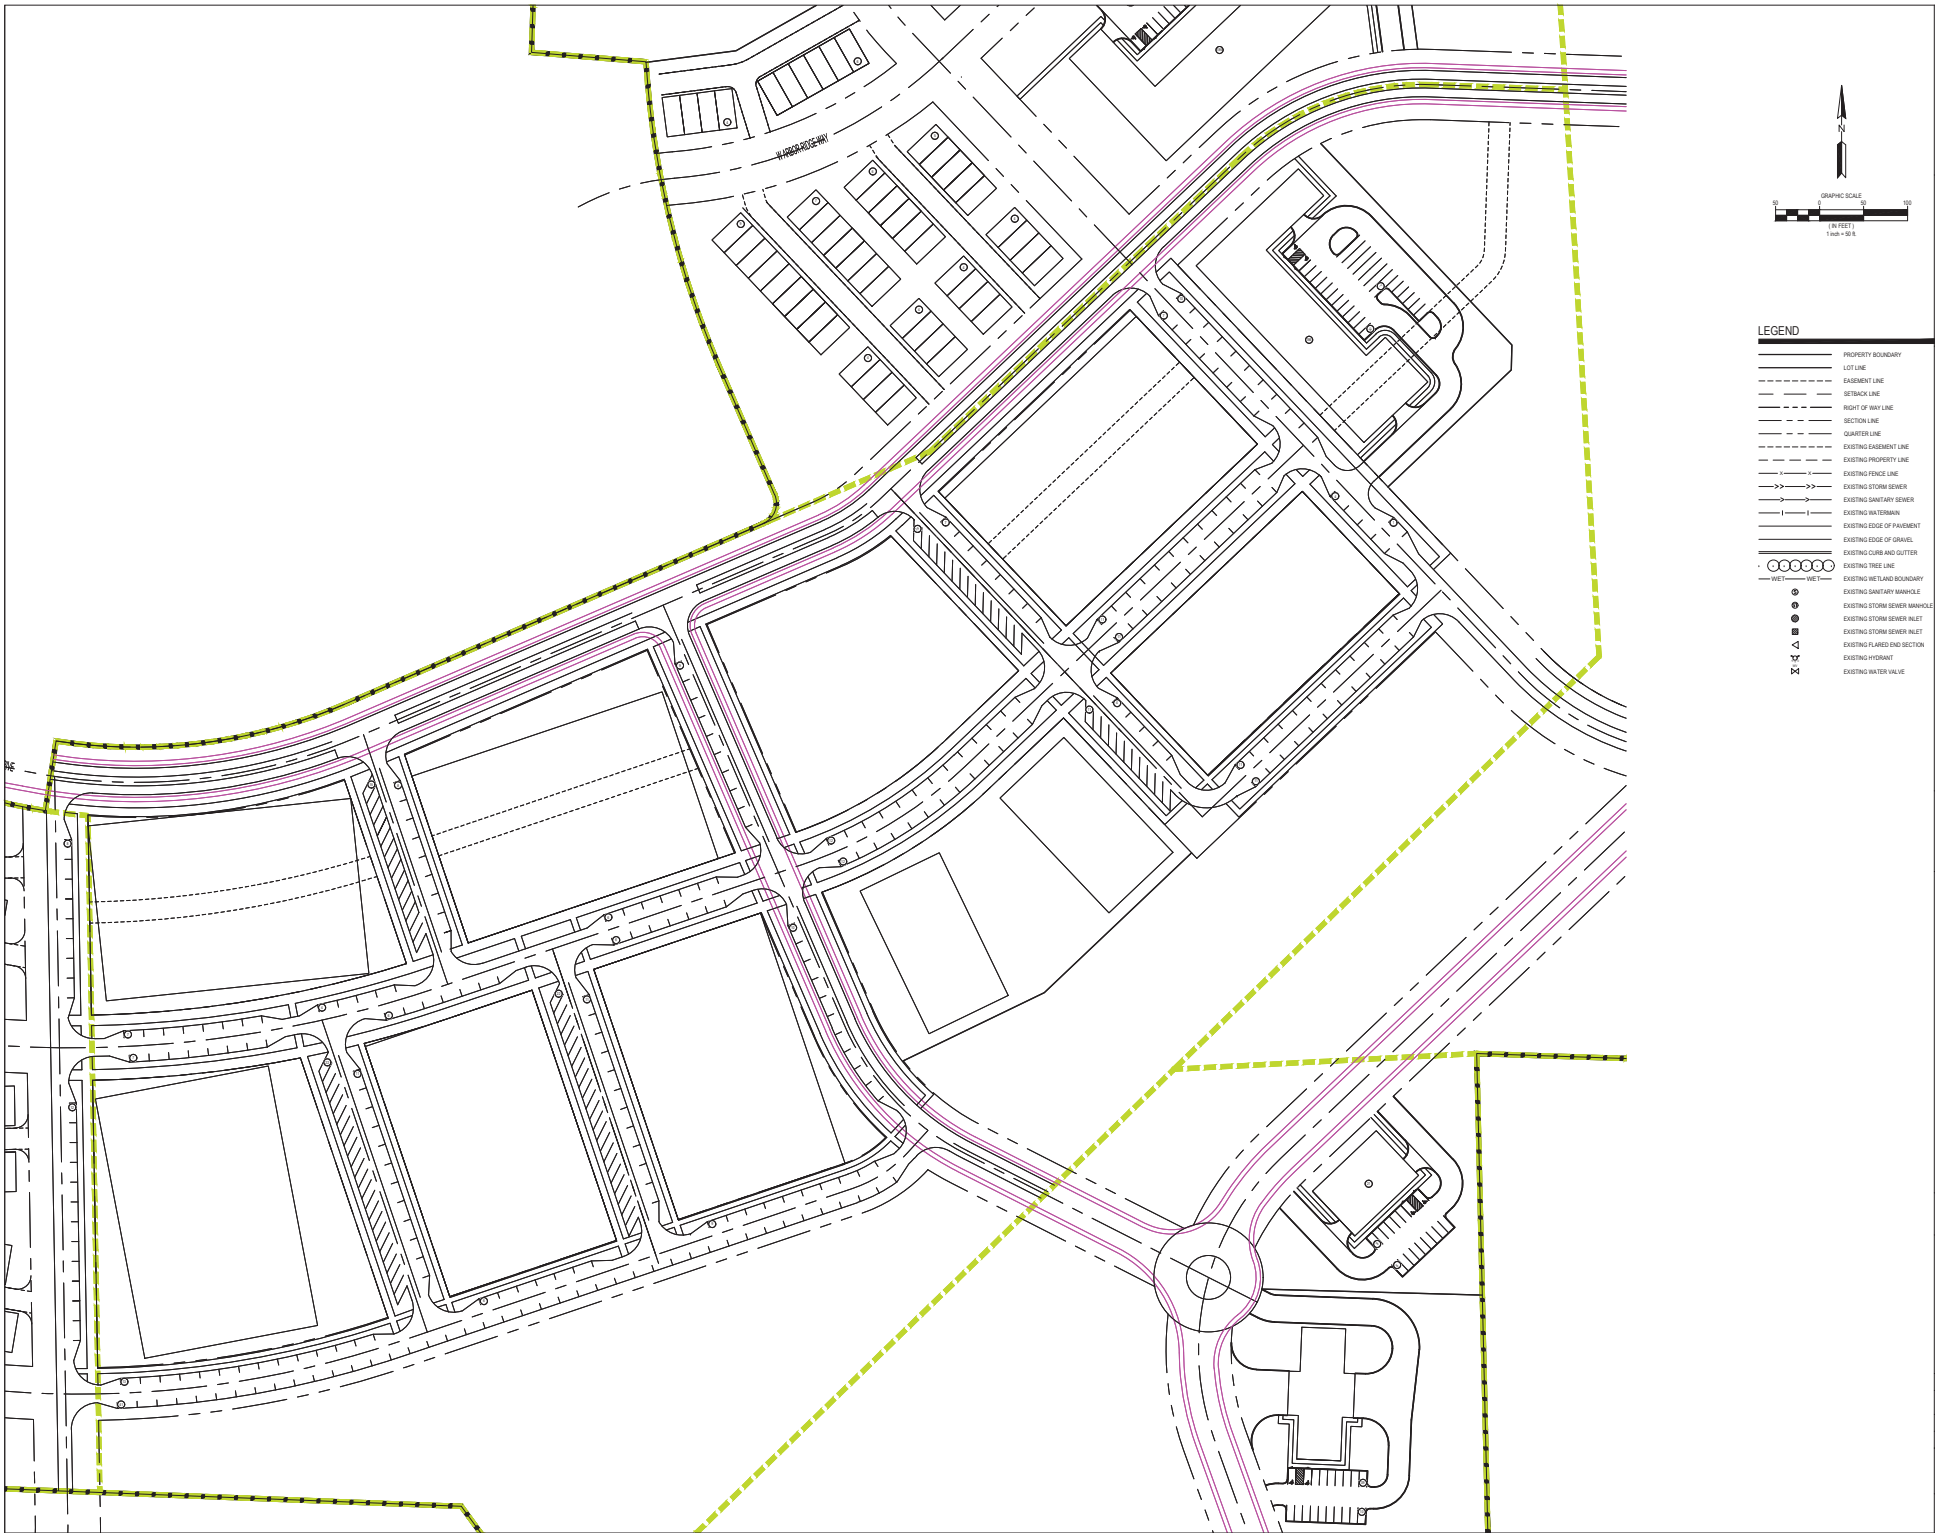 W ARBOR RIDGE WAY
N
GRAPHIC SCALE
50 0 50 100
( IN FEET )
1 inch = 50 ft.
LEGEND
PROPERTY BOUNDARY
LOT LINE
EASEMENT LINE
SETBACK LINE
RIGHT OF WAY LINE
SECTION LINE
QUARTER LINE
EXISTING EASEMENT LINE
EXISTING PROPERTY LINE
EXISTING FENCE LINE
EXISTING STORM SEWER
EXISTING SANITARY SEWER
EXISTING WATERMAIN
EXISTING EDGE OF PAVEMENT
EXISTING EDGE OF GRAVEL
EXISTING CURB AND GUTTER
EXISTING TREE LINE
WET WET EXISTING WETLAND BOUNDARY
EXISTING SANITARY MANHOLE
EXISTING STORM SEWER MANHOLE
EXISTING STORM SEWER INLET
EXISTING STORM SEWER INLET
EXISTING FLARED END SECTION
EXISTING HYDRANT
EXISTING WATER VALVE